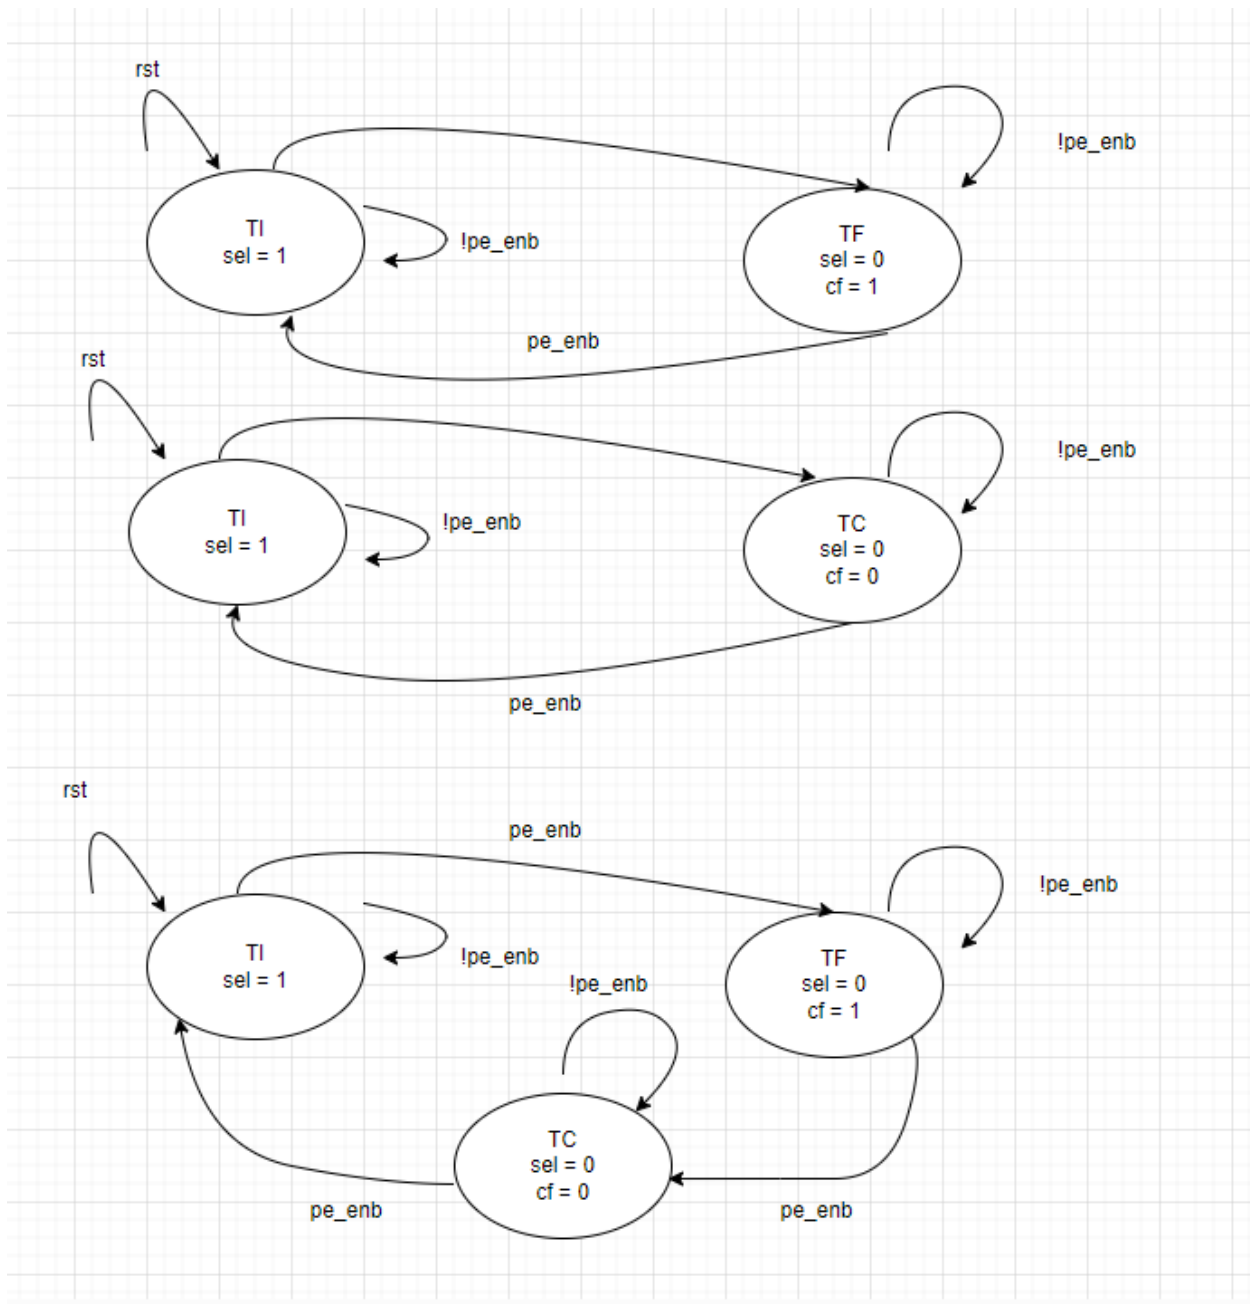 rst
!pe_enb
TI
sel = 1
!pe_enb
TF
sel = 0
cf = 1
pe_enb
rst
!pe_enb
TI
sel = 1
!pe_enb
TC
sel = 0
cf = 0
pe_enb
rst
pe_enb
!pe_enb
TI
sel = 1
!pe_enb
TF
sel = 0
cf = 1
!pe_enb
TC
sel = 0
cf = 0
pe_enb
pe_enb